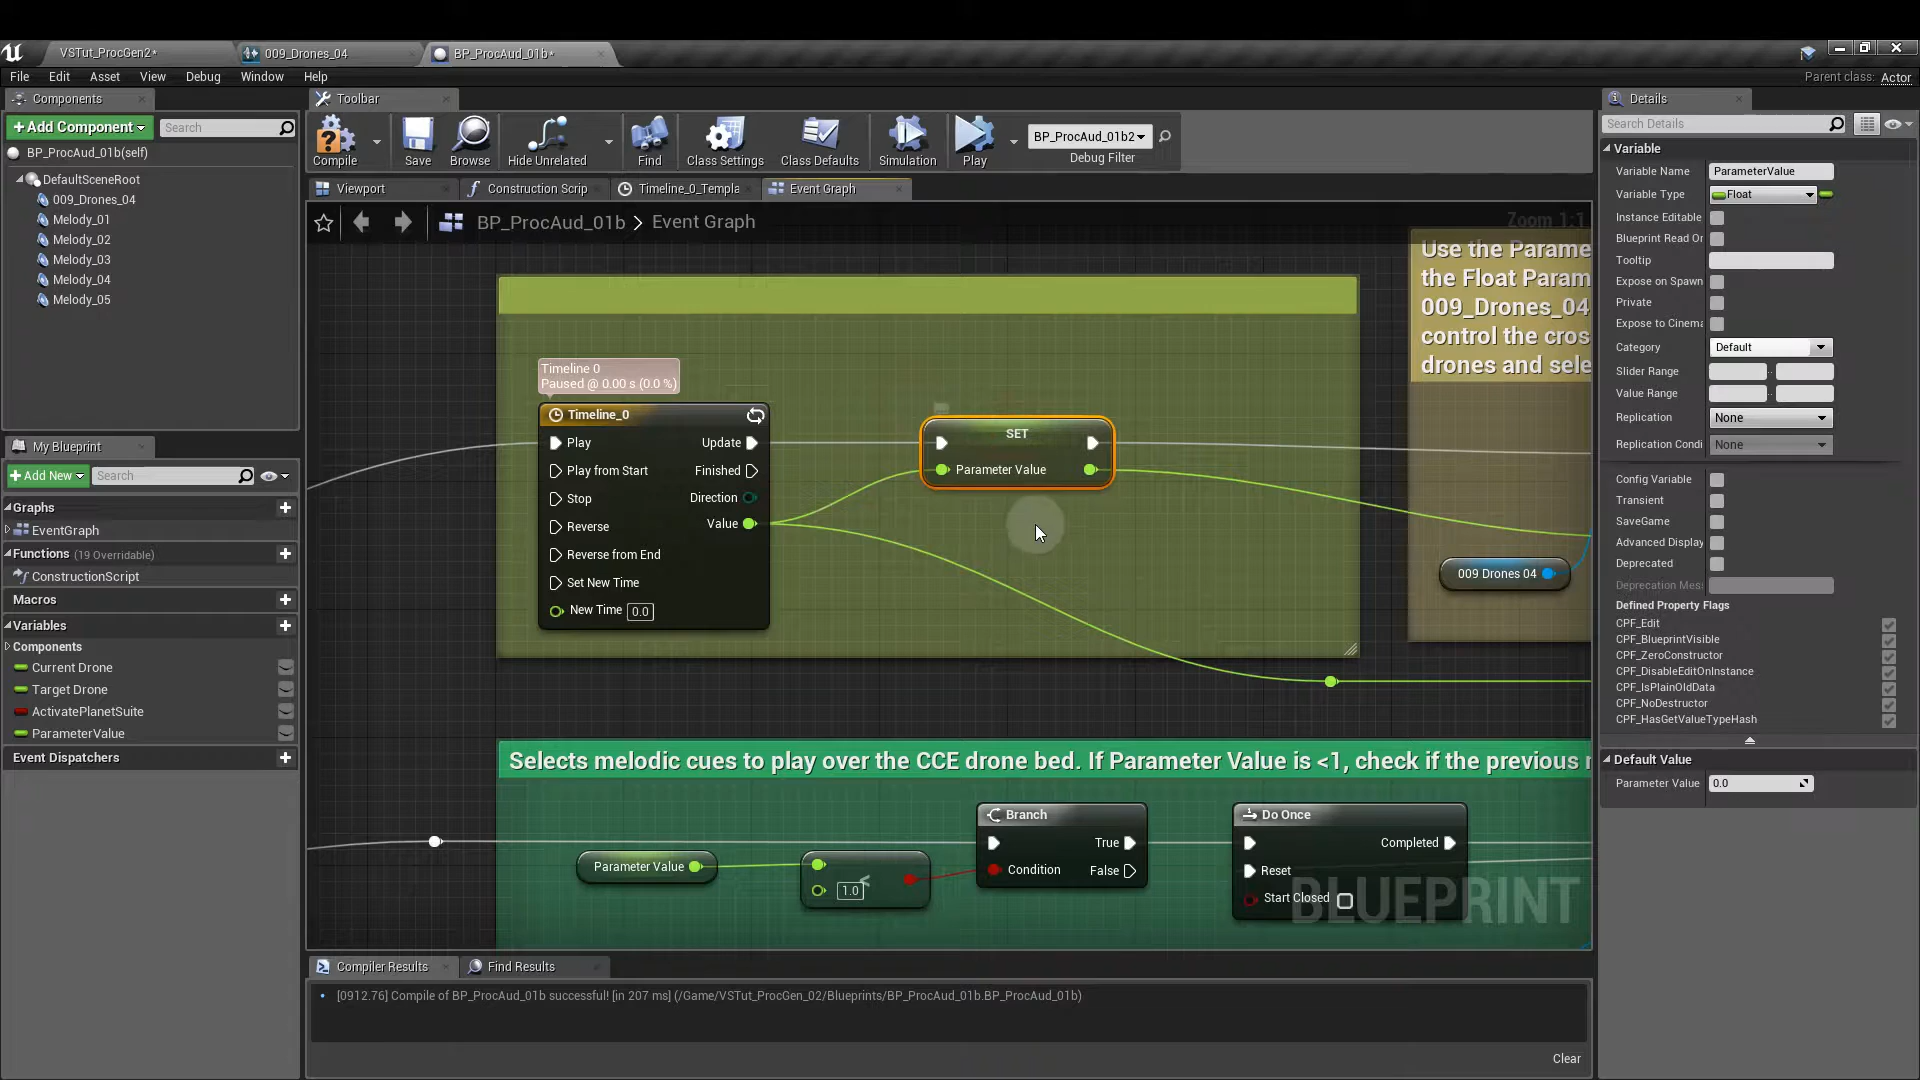 VSTut_ProcGen2*
009_Drones_04
BP_ProcAud_01b*
File Edit Asset View Debug Window Help
Parent class: Actor
Components
+Add Component
Search
BP_ProcAud_01b(self)
DefaultSceneRoot
009_Drones_04
Melody_01
Melody_02
Melody_03
Melody_04
Melody_05
My Blueprint
+Add New
Search
Graphs
EventGraph
Functions (19 Overridable)
ConstructionScript
Macros
Variables
Components
Current Drone
Target Drone
ActivatePlanetSuite
ParameterValue
Event Dispatchers
Toolbar
Compile
Save
Browse
Hide Unrelated
Find
Class Settings
Class Defaults
Simulation
Play
BP_ProcAud_01b2
Debug Filter
Viewport
Construction Scrip
Timeline_0_Templa
Event Graph
BP_ProcAud_01b > Event Graph
Zoom 1:1
Use the Parame
the Float Param
009_Drones_04
control the cros
drones and sele
Timeline 0
Paused @ 0.00 s (0.0 %)
Timeline_0
Play Update
Play from Start Finished
Stop Direction
Reverse Value
Reverse from End
Set New Time
New Time 0.0
SET
Parameter Value
009 Drones 04
Selects melodic cues to play over the CCE drone bed. If Parameter Value is <1, check if the previous
Parameter Value
<
1.0
Branch
True
Condition False
Do Once
Completed
Reset
Start Closed
BLUEPRINT
Compiler Results
Find Results
[0912.76] Compile of BP_ProcAud_01b successful! [in 207 ms] (/Game/VSTut_ProcGen_02/Blueprints/BP_ProcAud_01b.BP_ProcAud_01b)
Clear
Details
Search Details
Variable
Variable Name ParameterValue
Variable Type Float
Instance Editable
Blueprint Read Or
Tooltip
Expose on Spawn
Private
Expose to Cinema
Category Default
Slider Range
Value Range
Replication None
Replication Condi None
Config Variable
Transient
SaveGame
Advanced Display
Deprecated
Deprecation Mes
Defined Property Flags
CPF_Edit
CPF_BlueprintVisible
CPF_ZeroConstructor
CPF_DisableEditOnInstance
CPF_IsPlainOldData
CPF_NoDestructor
CPF_HasGetValueTypeHash
Default Value
Parameter Value 0.0